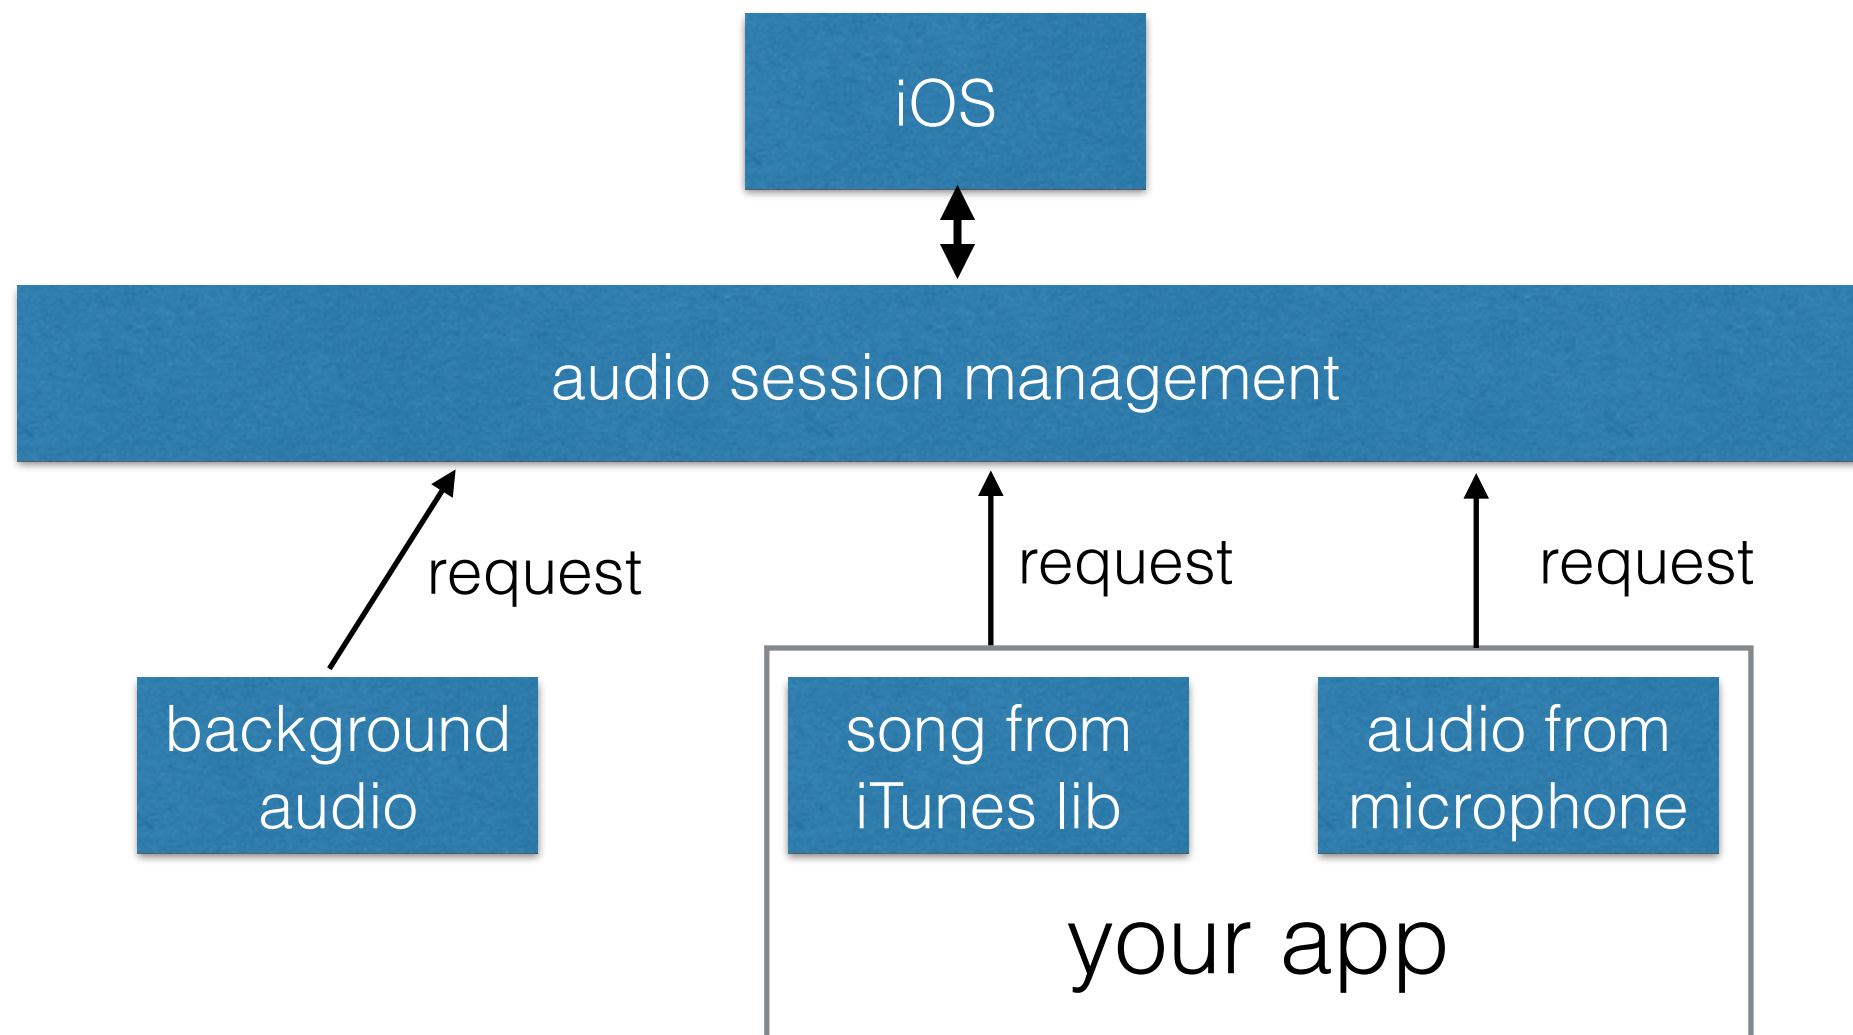 iOS
audio session management
request
request
request
background
audio
song from
iTunes lib
audio from
microphone
your app